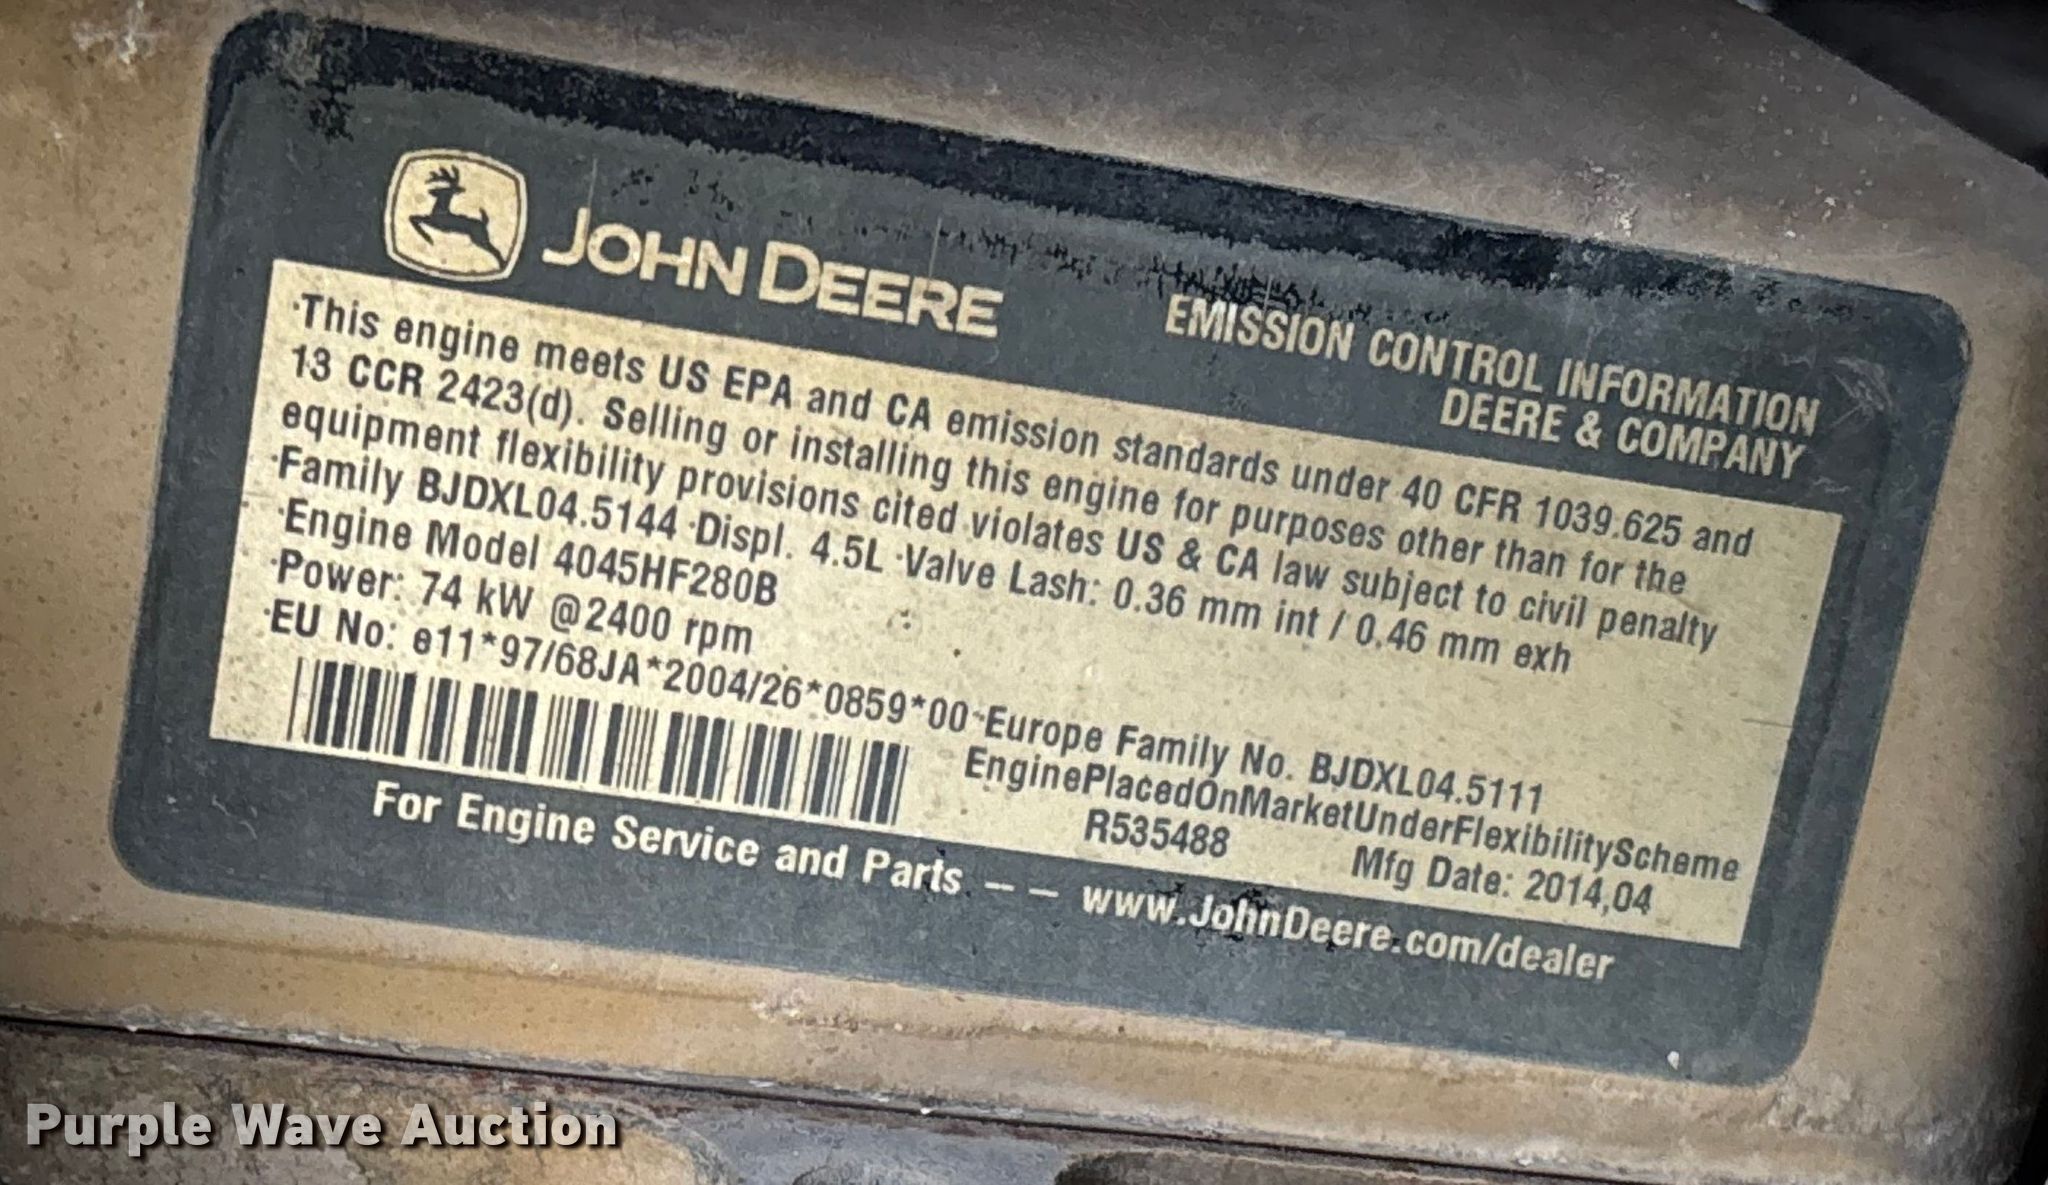 JOHN DEERE
EMISSION CONTROL INFORMATION
DEERE & COMPANY
·This engine meets US EPA and CA emission standards under 40 CFR 1039.625 and
13 CCR 2423(d). Selling or installing this engine for purposes other than for the
equipment flexibility provisions cited violates US & CA law subject to civil penalty
·Family BJDXL04.5144 ·Displ. 4.5L ·Valve Lash: 0.36 mm int / 0.46 mm exh
·Engine Model 4045HF280B
·Power: 74 kW @2400 rpm
·EU No: e11*97/68JA*2004/26*0859*00 ·Europe Family No. BJDXL04.5111
EnginePlacedOnMarketUnderFlexibilityScheme
R535488 Mfg Date: 2014,04
For Engine Service and Parts -- www.JohnDeere.com/dealer
Purple Wave Auction